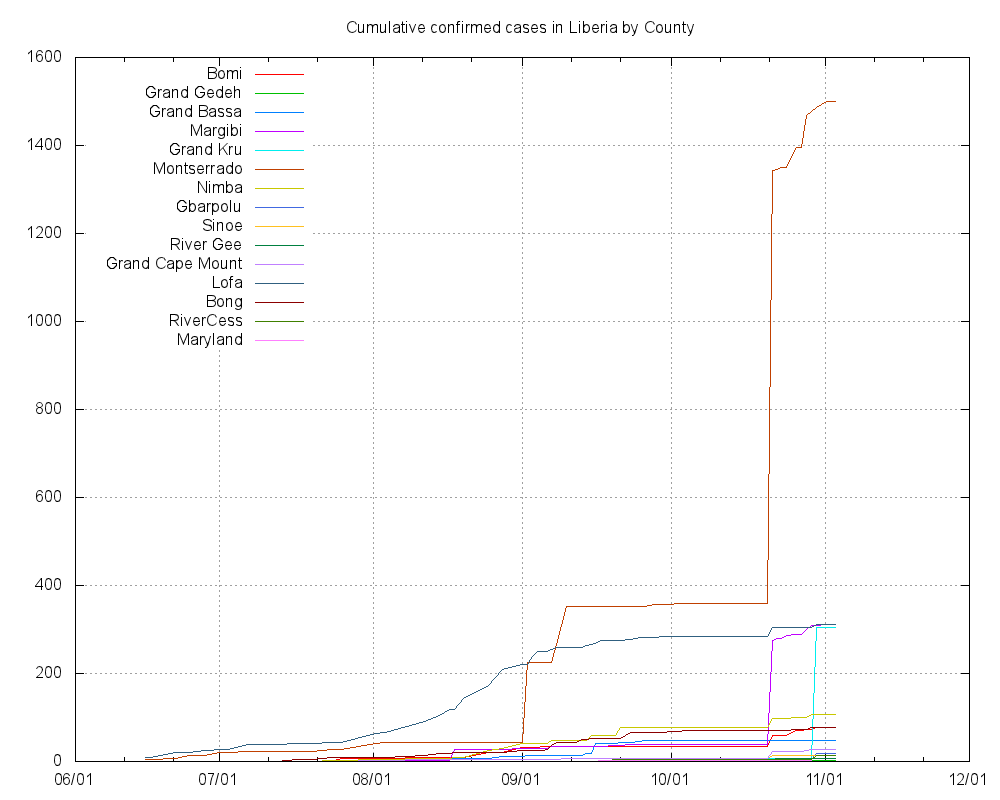 Cumulative confirmed cases in Liberia by County
1600
1400
1200
1000
800
600
400
200
0
Bomi
Grand Gedeh
Grand Bassa
Margibi
Grand Kru
Montserrado
Nimba
Gbarpolu
Sinoe
River Gee
Grand Cape Mount
Lofa
Bong
RiverCess
Maryland
06/01 07/01 08/01 09/01 10/01 11/01 12/01